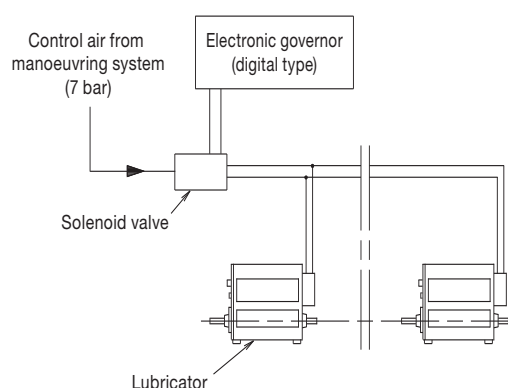 Control air from
manoeuvring system
(7 bar)
Electronic governor
(digital type)
Solenoid valve
Lubricator